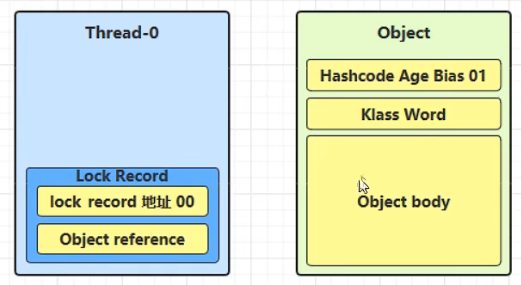 Thread-0
Lock Record
lock record 地址 00
Object reference
Object
Hashcode Age Bias 01
Klass Word
Object body